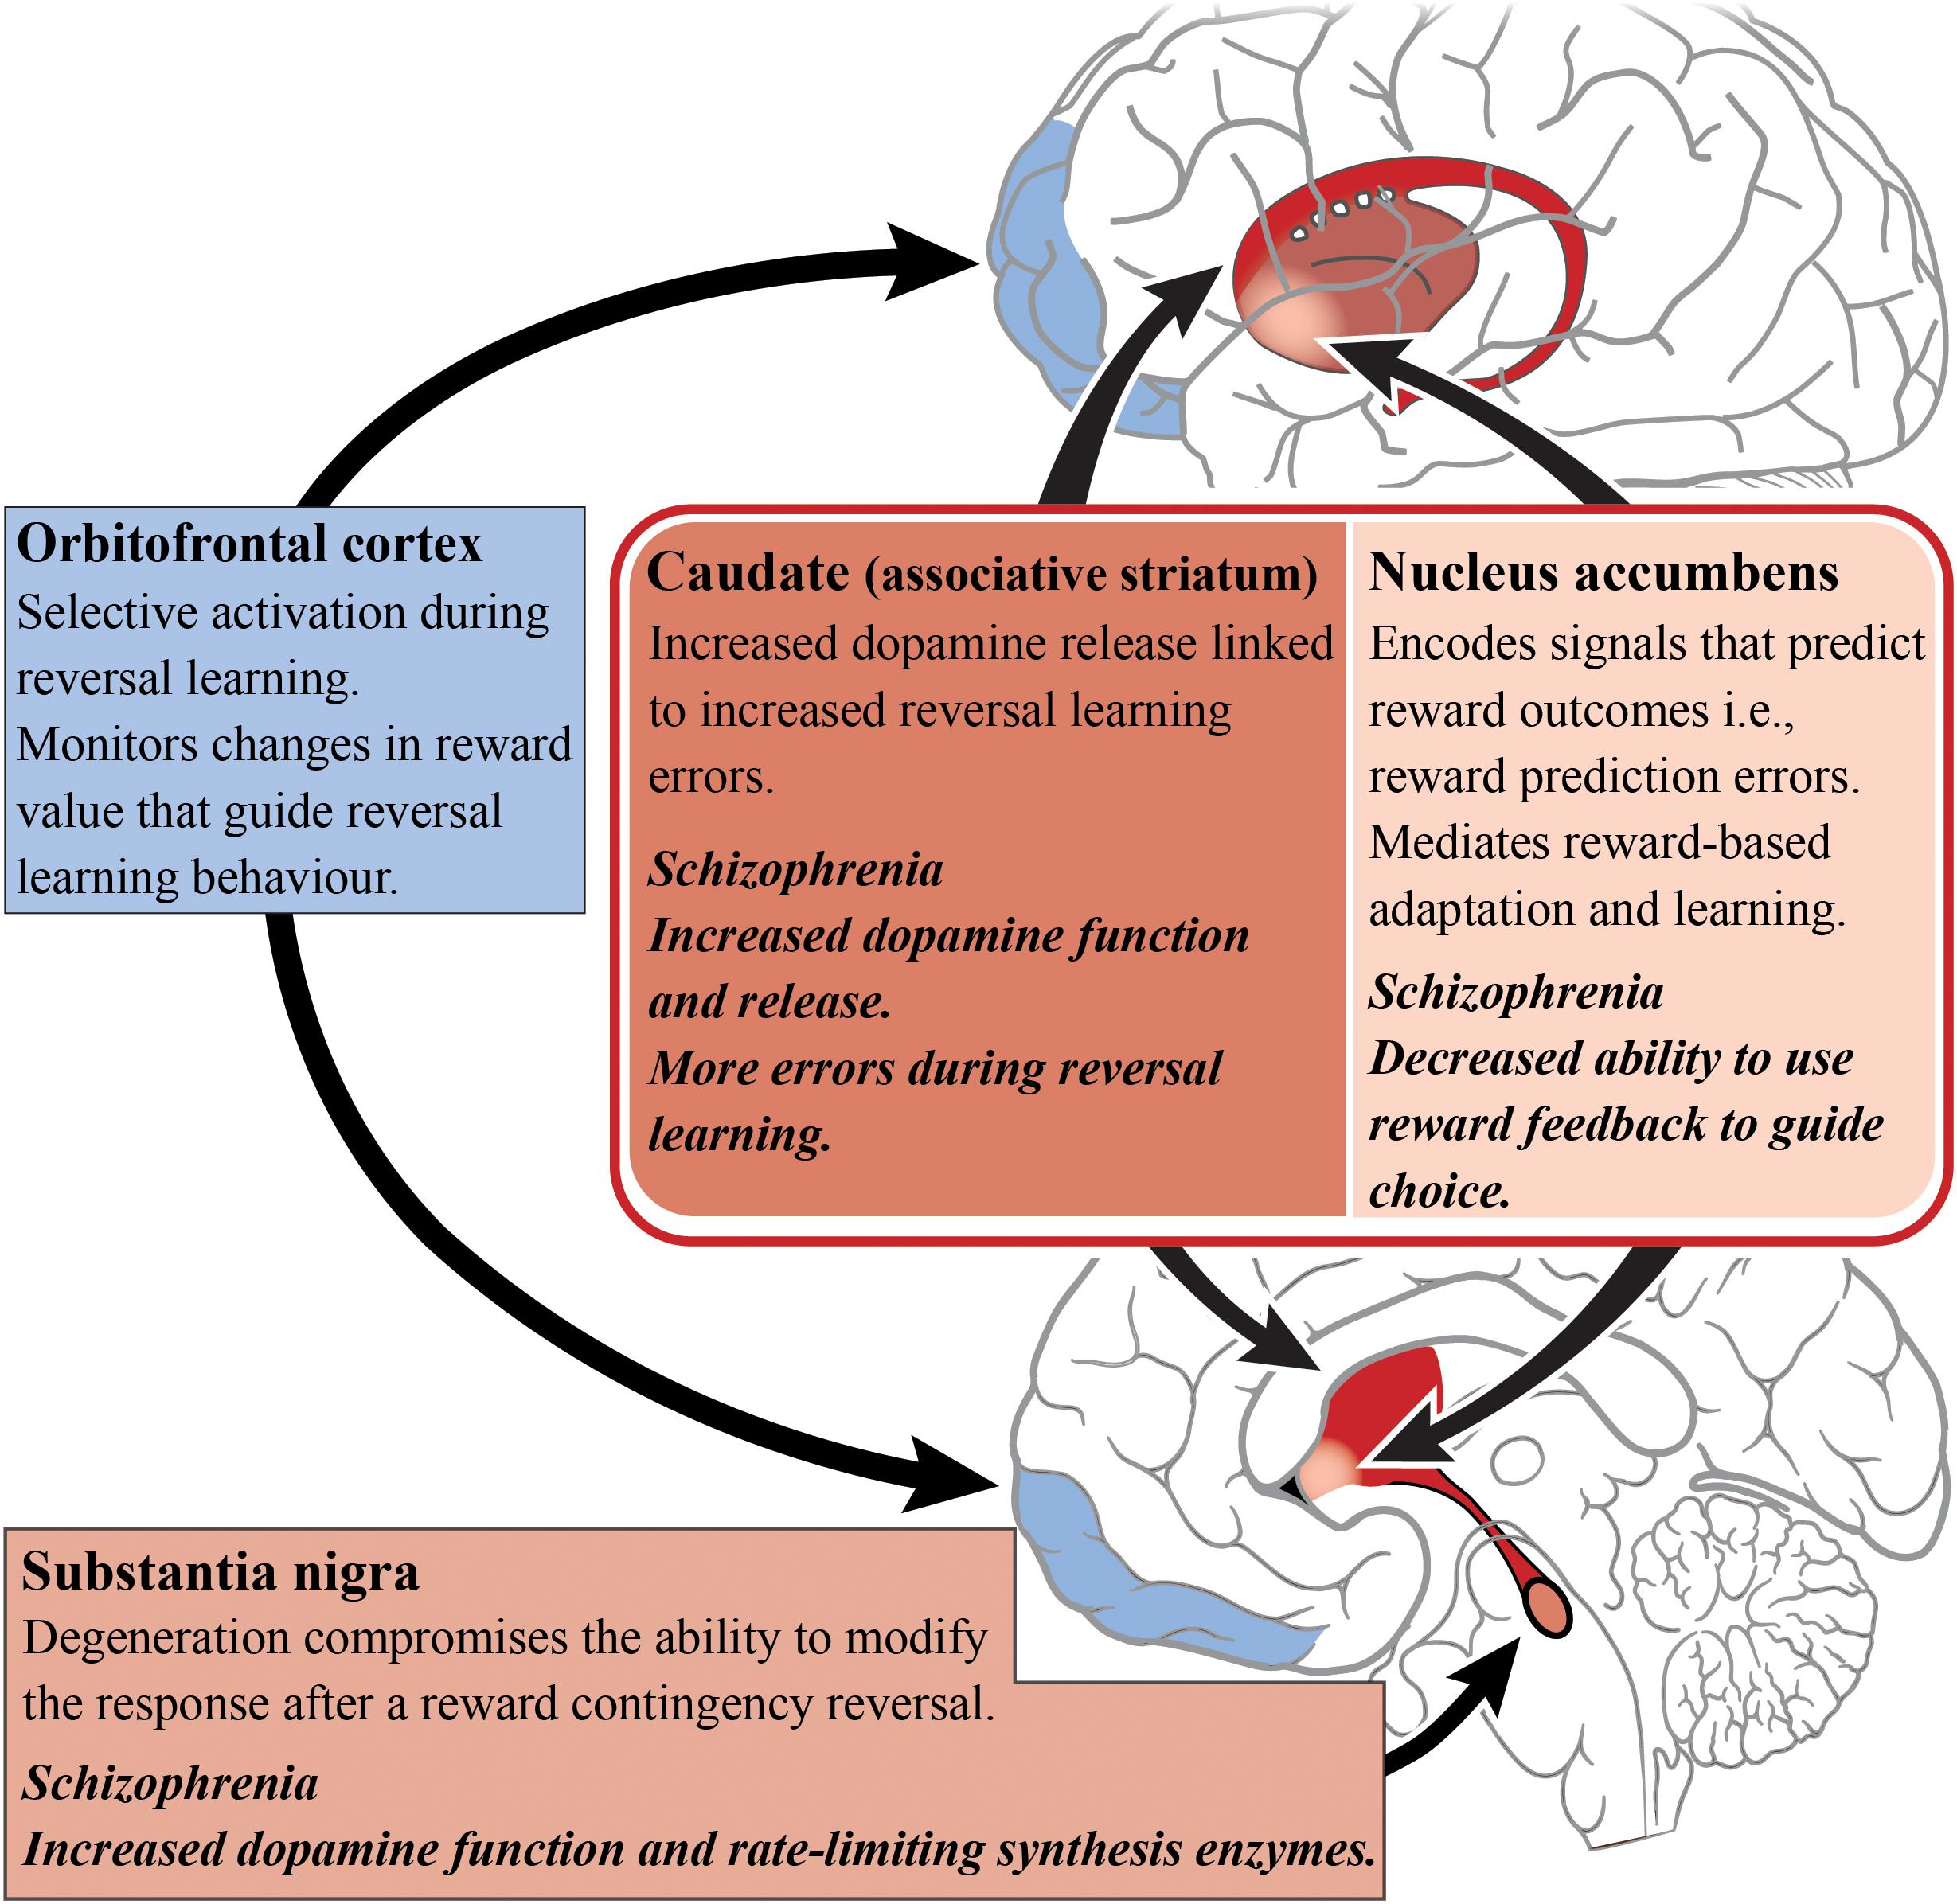 Orbitofrontal cortex
Selective activation during
reversal learning.
Monitors changes in reward
value that guide reversal
learning behaviour.
Caudate (associative striatum)
Increased dopamine release linked
to increased reversal learning
errors.
Schizophrenia
Increased dopamine function
and release.
More errors during reversal
learning.
Nucleus accumbens
Encodes signals that predict
reward outcomes i.e.,
reward prediction errors.
Mediates reward-based
adaptation and learning.
Schizophrenia
Decreased ability to use
reward feedback to guide
choice.
Substantia nigra
Degeneration compromises the ability to modify
the response after a reward contingency reversal.
Schizophrenia
Increased dopamine function and rate-limiting synthesis enzymes.